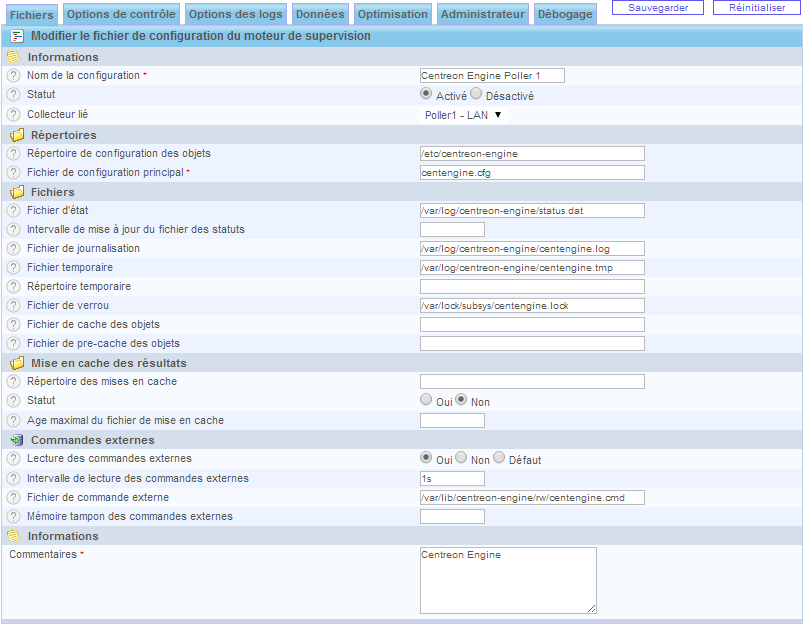 Fichiers Options de contrôle Options des logs Données Optimisation Administrateur Débogage Sauvegarder Réinitialiser
Modifier le fichier de configuration du moteur de supervision
Informations
? Nom de la configuration * Centreon Engine Poller 1
? Statut Activé Désactivé
? Collecteur lié Poller1 - LAN ▼
Répertoires
? Répertoire de configuration des objets /etc/centreon-engine
? Fichier de configuration principal * centengine.cfg
Fichiers
? Fichier d'état /var/log/centreon-engine/status.dat
? Intervalle de mise à jour du fichier des statuts
? Fichier de journalisation /var/log/centreon-engine/centengine.log
? Fichier temporaire /var/log/centreon-engine/centengine.tmp
? Répertoire temporaire
? Fichier de verrou /var/lock/subsys/centengine.lock
? Fichier de cache des objets
? Fichier de pre-cache des objets
Mise en cache des résultats
? Répertoire des mises en cache
? Statut Oui Non
? Age maximal du fichier de mise en cache
Commandes externes
? Lecture des commandes externes Oui Non Défaut
? Intervalle de lecture des commandes externes 1s
? Fichier de commande externe /var/lib/centreon-engine/rw/centengine.cmd
? Mémoire tampon des commandes externes
Informations
Commentaires * Centreon Engine